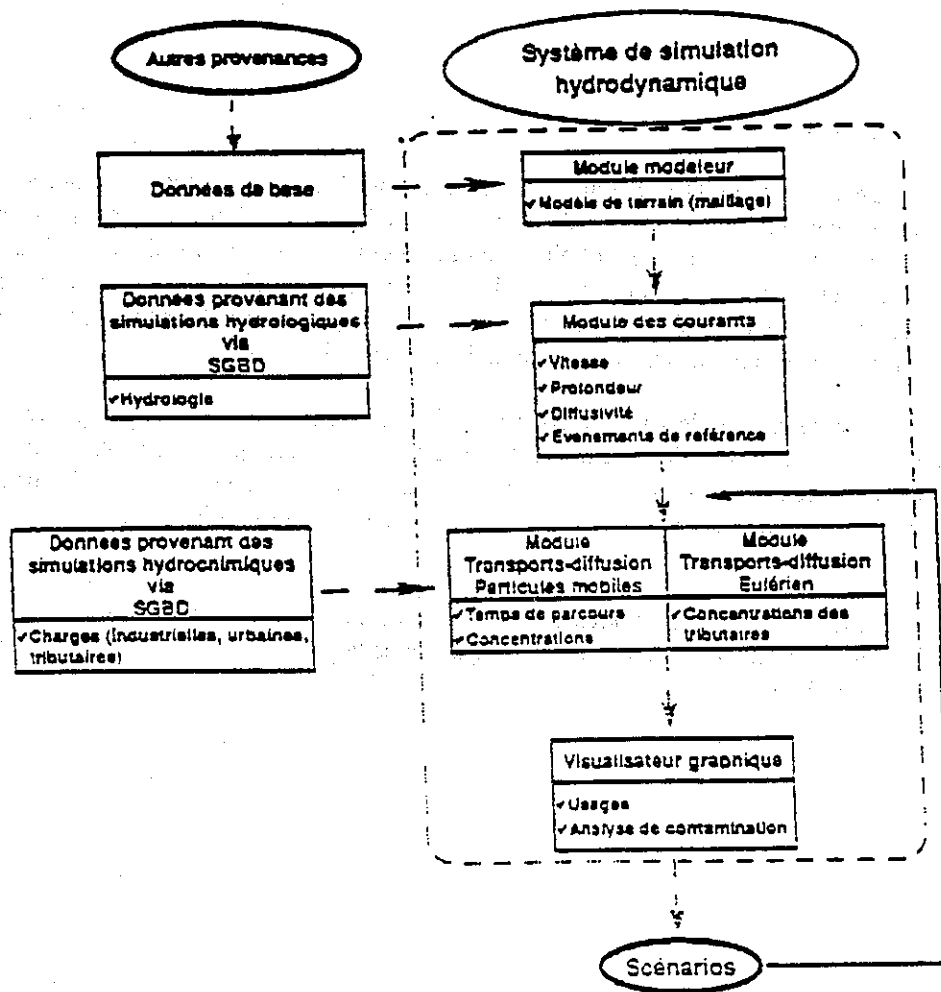 Autres provenances
Système de simulation
hydrodynamique
Données de base
Module modeleur
✓Modèle de terrain (maillage)
Données provenant des
simulations hydrologiques
via
SGBD
✓Hydrologie
Module des courants
✓Vitesse
✓Profondeur
✓Diffusivité
✓Evenements de référence
Données provenant des
simulations hydrochimiques
via
SGBD
✓Charges (industrielles, urbaines,
tributaires)
Module
Transports-diffusion
Particules mobiles
✓Temps de parcours
✓Concentrations
Module
Transports-diffusion
Eulérien
✓Concentrations des
tributaires
Visualisateur graphique
✓Usages
✓Analyse de contamination
Scénarios